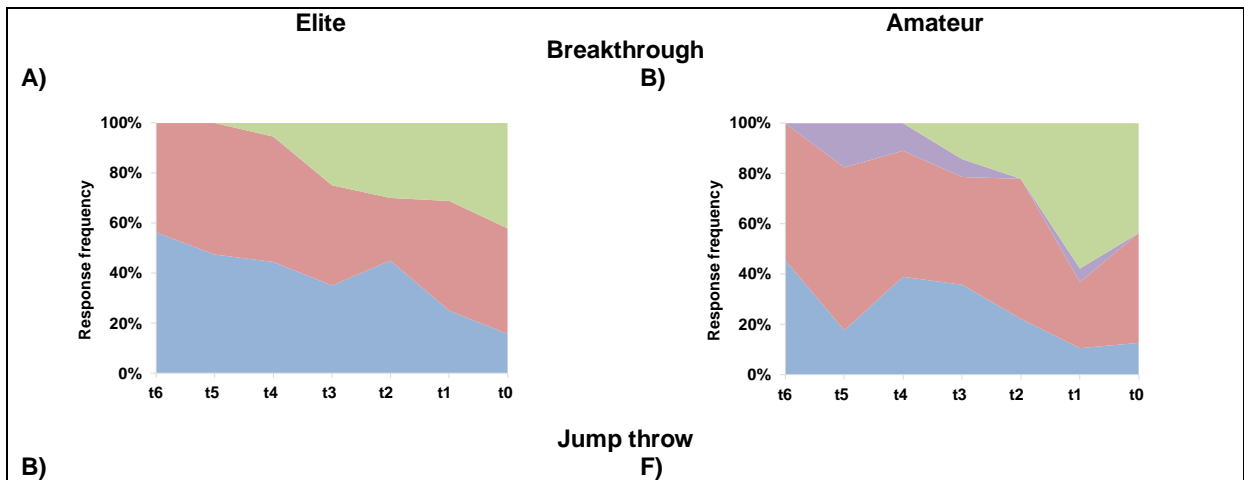 Elite Amateur
Breakthrough
A) B)
100% 100%
80% 80%
60% 60%
40% 40%
20% 20%
0% 0%
Response frequency Response frequency
t6 t5 t4 t3 t2 t1 t0 t6 t5 t4 t3 t2 t1 t0
Jump throw
B) F)